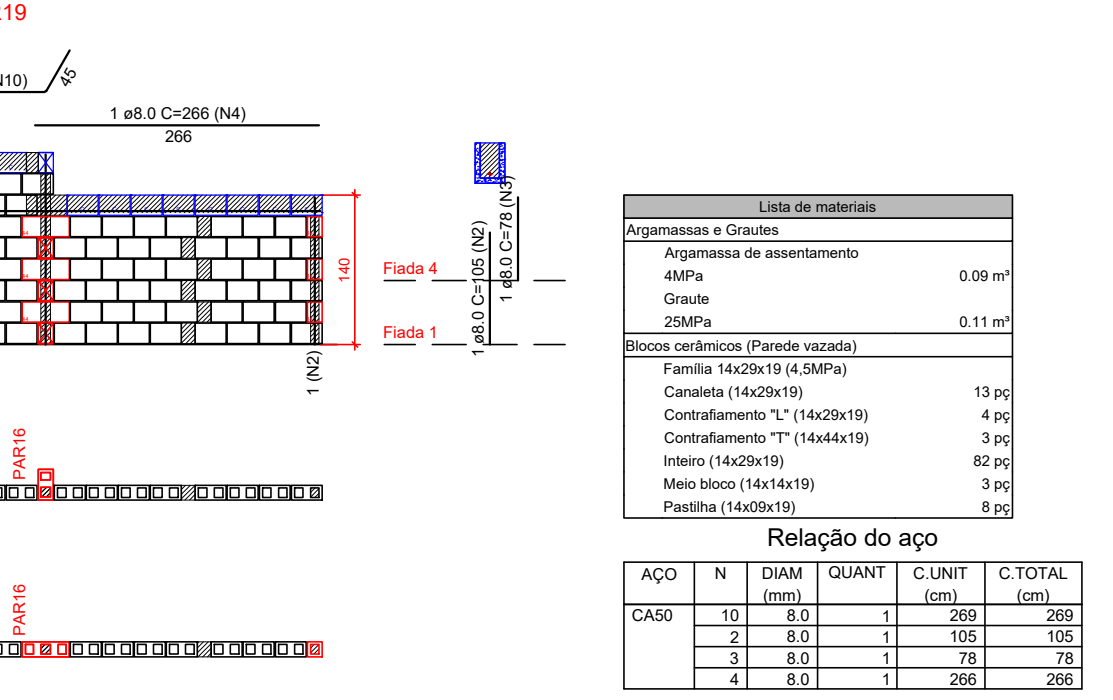 19
N10)
45
1 ø8.0 C=266 (N4)
266
140
Fiada 4
Fiada 1
1 (N2)
1 ø8.0 C=105 (N2)
1 ø8.0 C=78 (N3)
PAR16
PAR16
Lista de materiais
Argamassas e Grautes
Argamassa de assentamento
4MPa 0.09 m³
Graute
25MPa 0.11 m³
Blocos cerâmicos (Parede vazada)
Família 14x29x19 (4,5MPa)
Canaleta (14x29x19) 13 pç
Contrafiamento "L" (14x29x19) 4 pç
Contrafiamento "T" (14x44x19) 3 pç
Inteiro (14x29x19) 82 pç
Meio bloco (14x14x19) 3 pç
Pastilha (14x09x19) 8 pç
Relação do aço
AÇO N DIAM QUANT C.UNIT C.TOTAL
(mm) (cm) (cm)
CA50 10 8.0 1 269 269
2 8.0 1 105 105
3 8.0 1 78 78
4 8.0 1 266 266